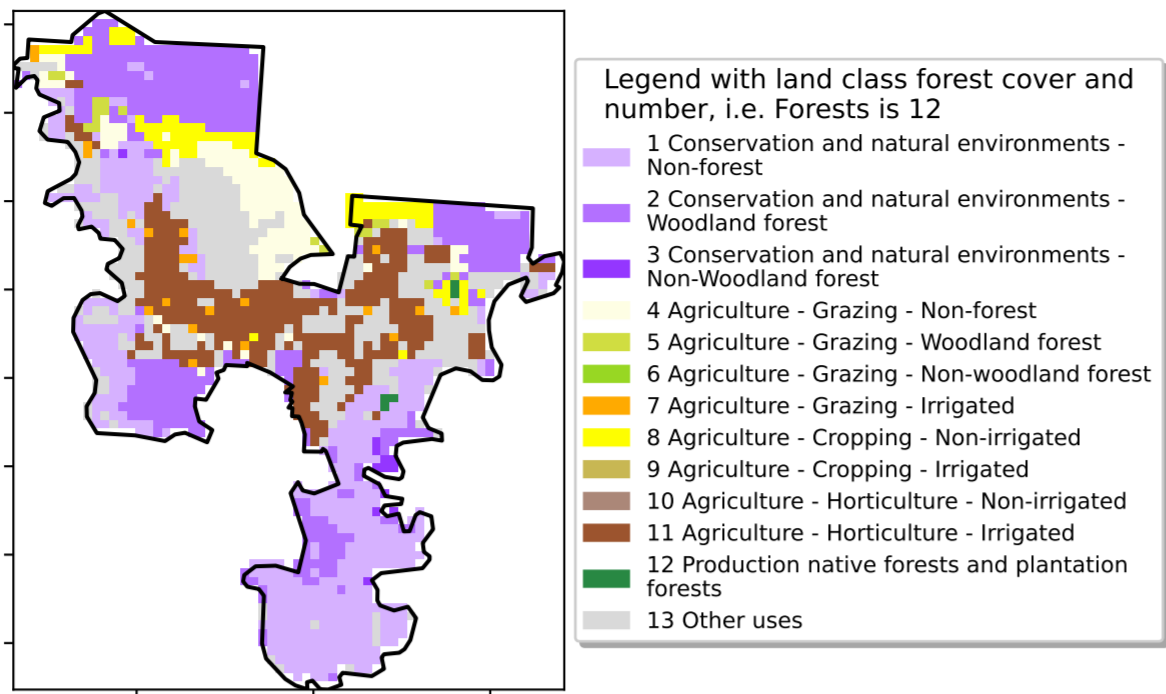 Legend with land class forest cover and
number, i.e. Forests is 12
1 Conservation and natural environments -
Non-forest
2 Conservation and natural environments -
Woodland forest
3 Conservation and natural environments -
Non-Woodland forest
4 Agriculture - Grazing - Non-forest
5 Agriculture - Grazing - Woodland forest
6 Agriculture - Grazing - Non-woodland forest
7 Agriculture - Grazing - Irrigated
8 Agriculture - Cropping - Non-irrigated
9 Agriculture - Cropping - Irrigated
10 Agriculture - Horticulture - Non-irrigated
11 Agriculture - Horticulture - Irrigated
12 Production native forests and plantation
forests
13 Other uses